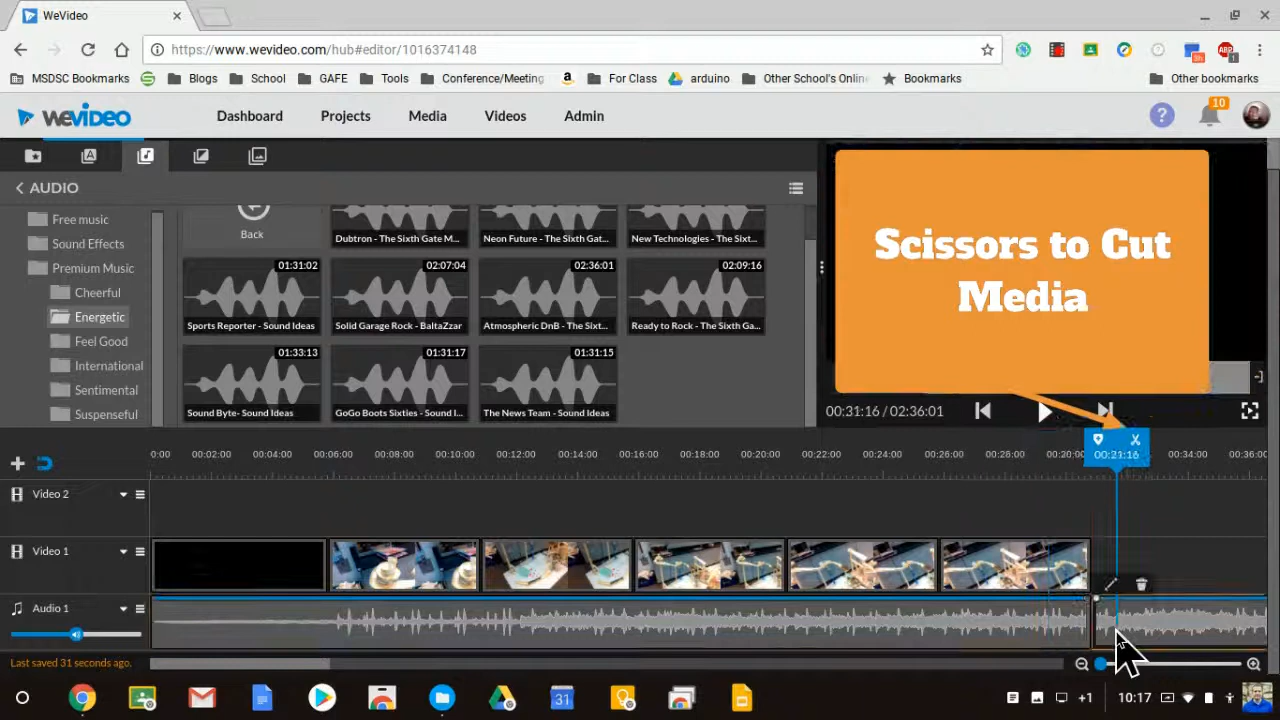 WeVideo
https://www.wevideo.com/hub#editor/1016374148
MSDSC Bookmarks
Blogs
School
GAFE
Tools
Conference/Meeting
For Class
arduino
Other School's Onlin
Bookmarks
Other bookmarks
WEVIDEO
Dashboard
Projects
Media
Videos
Admin
10
AUDIO
Free music
Sound Effects
Premium Music
Cheerful
Energetic
Feel Good
International
Sentimental
Suspenseful
Back
Dubtron - The Sixth Gate M...
Neon Future - The Sixth Gat...
New Technologies - The Sixt...
01:31:02
Sports Reporter - Sound Ideas
02:07:04
Solid Garage Rock - BaltaZzar
02:36:01
Atmospheric DnB - The Sixt...
02:09:16
Ready to Rock - The Sixth Ga...
01:33:13
Sound Byte- Sound Ideas
01:31:17
GoGo Boots Sixties - Sound I...
01:31:15
The News Team - Sound Ideas
Scissors to Cut
Media
00:31:16 / 02:36:01
0:00 00:02:00 00:04:00 00:06:00 00:08:00 00:10:00 00:12:00 00:14:00 00:16:00 00:18:00 00:20:00 00:22:00 00:24:00 00:26:00 00:28:00 00:34:00 00:36:00
Video 2
Video 1
Audio 1
Last saved 31 seconds ago.
31
+1
10:17